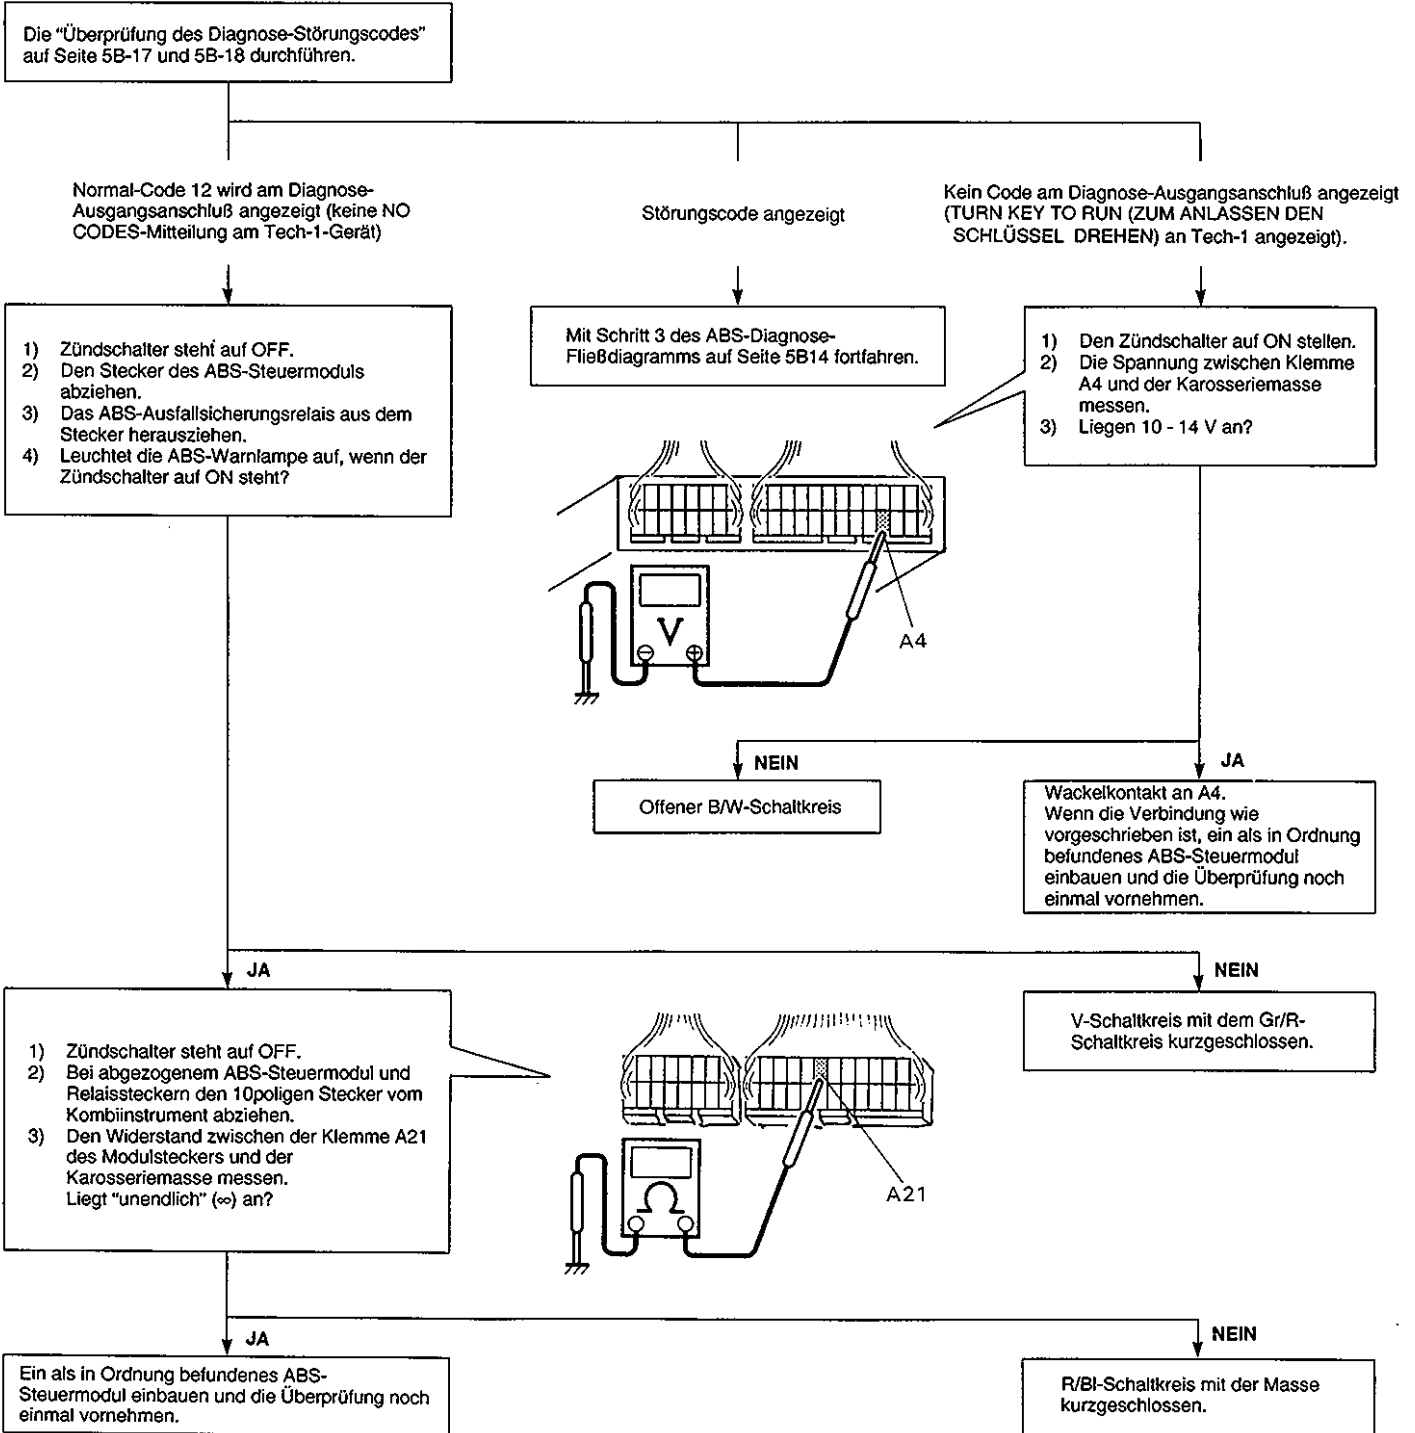 Die "Überprüfung des Diagnose-Störungscodes"
auf Seite 5B-17 und 5B-18 durchführen.
Normal-Code 12 wird am Diagnose-
Ausgangsanschluß angezeigt (keine NO
CODES-Mitteilung am Tech-1-Gerät)
Störungscode angezeigt
Kein Code am Diagnose-Ausgangsanschluß angezeigt
(TURN KEY TO RUN (ZUM ANLASSEN DEN
SCHLÜSSEL DREHEN) an Tech-1 angezeigt).
1) Zündschalter steht auf OFF.
2) Den Stecker des ABS-Steuermoduls
abziehen.
3) Das ABS-Ausfallsicherungsrelais aus dem
Stecker herausziehen.
4) Leuchtet die ABS-Warnlampe auf, wenn der
Zündschalter auf ON steht?
Mit Schritt 3 des ABS-Diagnose-
Fließdiagramms auf Seite 5B14 fortfahren.
1) Den Zündschalter auf ON stellen.
2) Die Spannung zwischen Klemme
A4 und der Karosseriemasse
messen.
3) Liegen 10 - 14 V an?
V
A4
NEIN
JA
Offener B/W-Schaltkreis
Wackelkontakt an A4.
Wenn die Verbindung wie
vorgeschrieben ist, ein als in Ordnung
befundenes ABS-Steuermodul
einbauen und die Überprüfung noch
einmal vornehmen.
JA
NEIN
1) Zündschalter steht auf OFF.
2) Bei abgezogenem ABS-Steuermodul und
Relaissteckern den 10poligen Stecker vom
Kombiinstrument abziehen.
3) Den Widerstand zwischen der Klemme A21
des Modulsteckers und der
Karosseriemasse messen.
Liegt "unendlich" (∞) an?
V-Schaltkreis mit dem Gr/R-
Schaltkreis kurzgeschlossen.
Ω
A21
JA
NEIN
Ein als in Ordnung befundenes ABS-
Steuermodul einbauen und die Überprüfung noch
einmal vornehmen.
R/Bl-Schaltkreis mit der Masse
kurzgeschlossen.